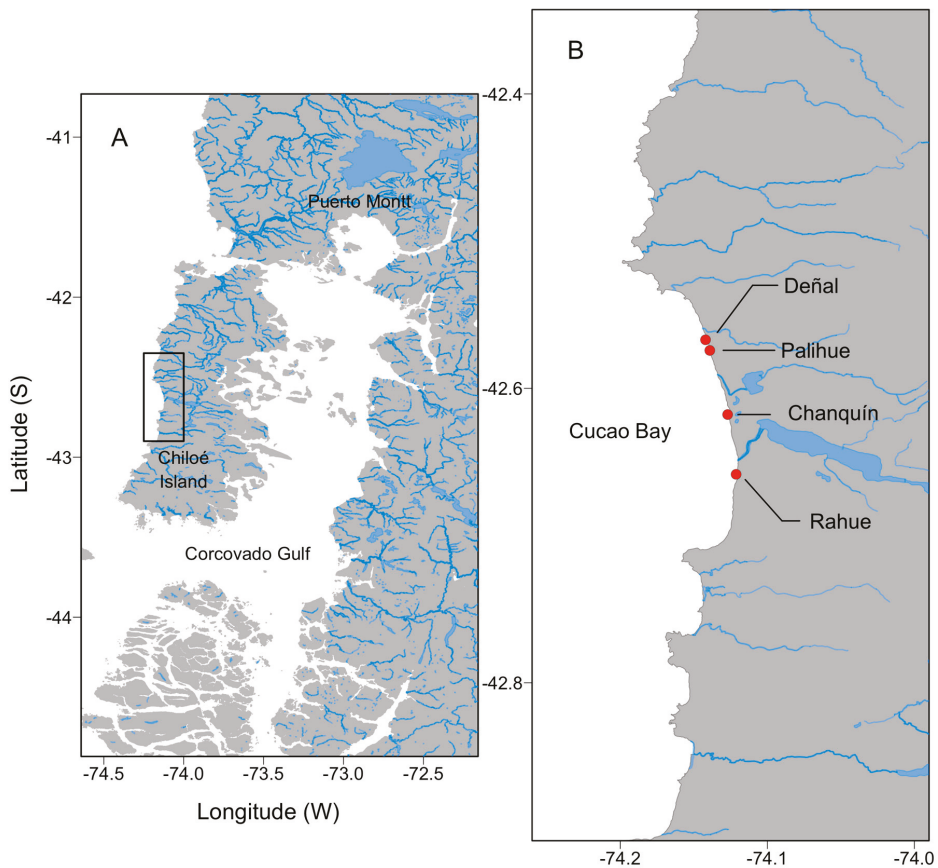 A
-41
-42
-43
-44
Latitude (S)
Puerto Montt
Chiloé
Island
Corcovado Gulf
-74.5
-74.0
-73.5
-73.0
-72.5
Longitude (W)
B
-42.4
-42.6
-42.8
Deñal
Palihue
Chanquín
Cucao Bay
Rahue
-74.2
-74.1
-74.0